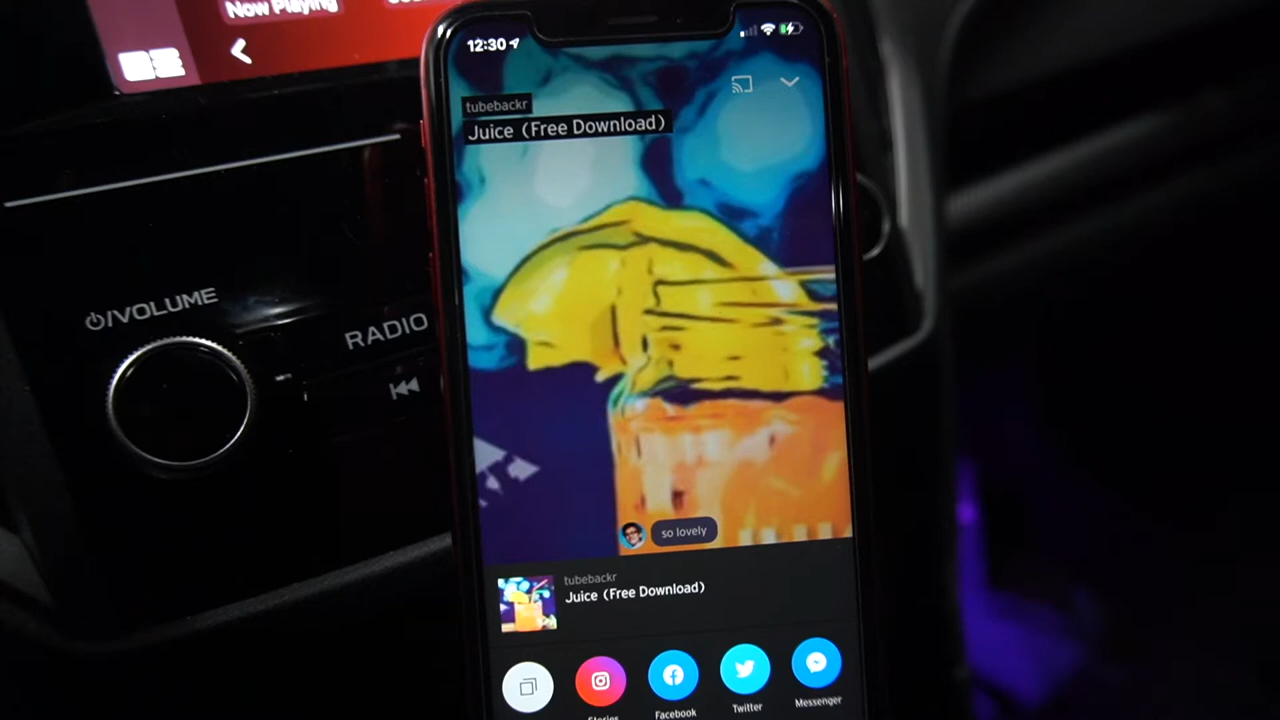 Now Playing
12:30
tubebackr
Juice (Free Download)
VOLUME
RADIO
so lovely
tubebackr
Juice (Free Download)
Stories
Facebook
Twitter
Messenger